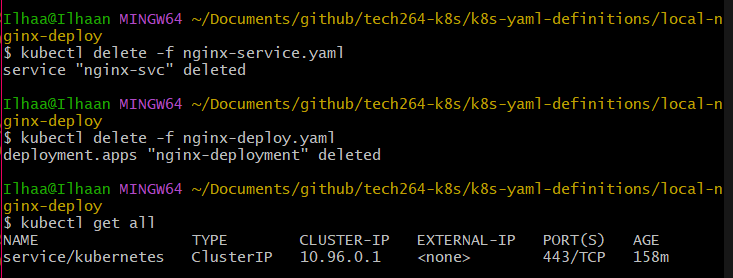 Ilhaa@Ilhaan MINGW64 ~/Documents/github/tech264-k8s/k8s-yaml-definitions/local-n
ginx-deploy
$ kubectl delete -f nginx-service.yaml
service "nginx-svc" deleted
Ilhaa@Ilhaan MINGW64 ~/Documents/github/tech264-k8s/k8s-yaml-definitions/local-n
ginx-deploy
$ kubectl delete -f nginx-deploy.yaml
deployment.apps "nginx-deployment" deleted
Ilhaa@Ilhaan MINGW64 ~/Documents/github/tech264-k8s/k8s-yaml-definitions/local-n
ginx-deploy
$ kubectl get all
NAME TYPE CLUSTER-IP EXTERNAL-IP PORT(S) AGE
service/kubernetes ClusterIP 10.96.0.1 <none> 443/TCP 158m